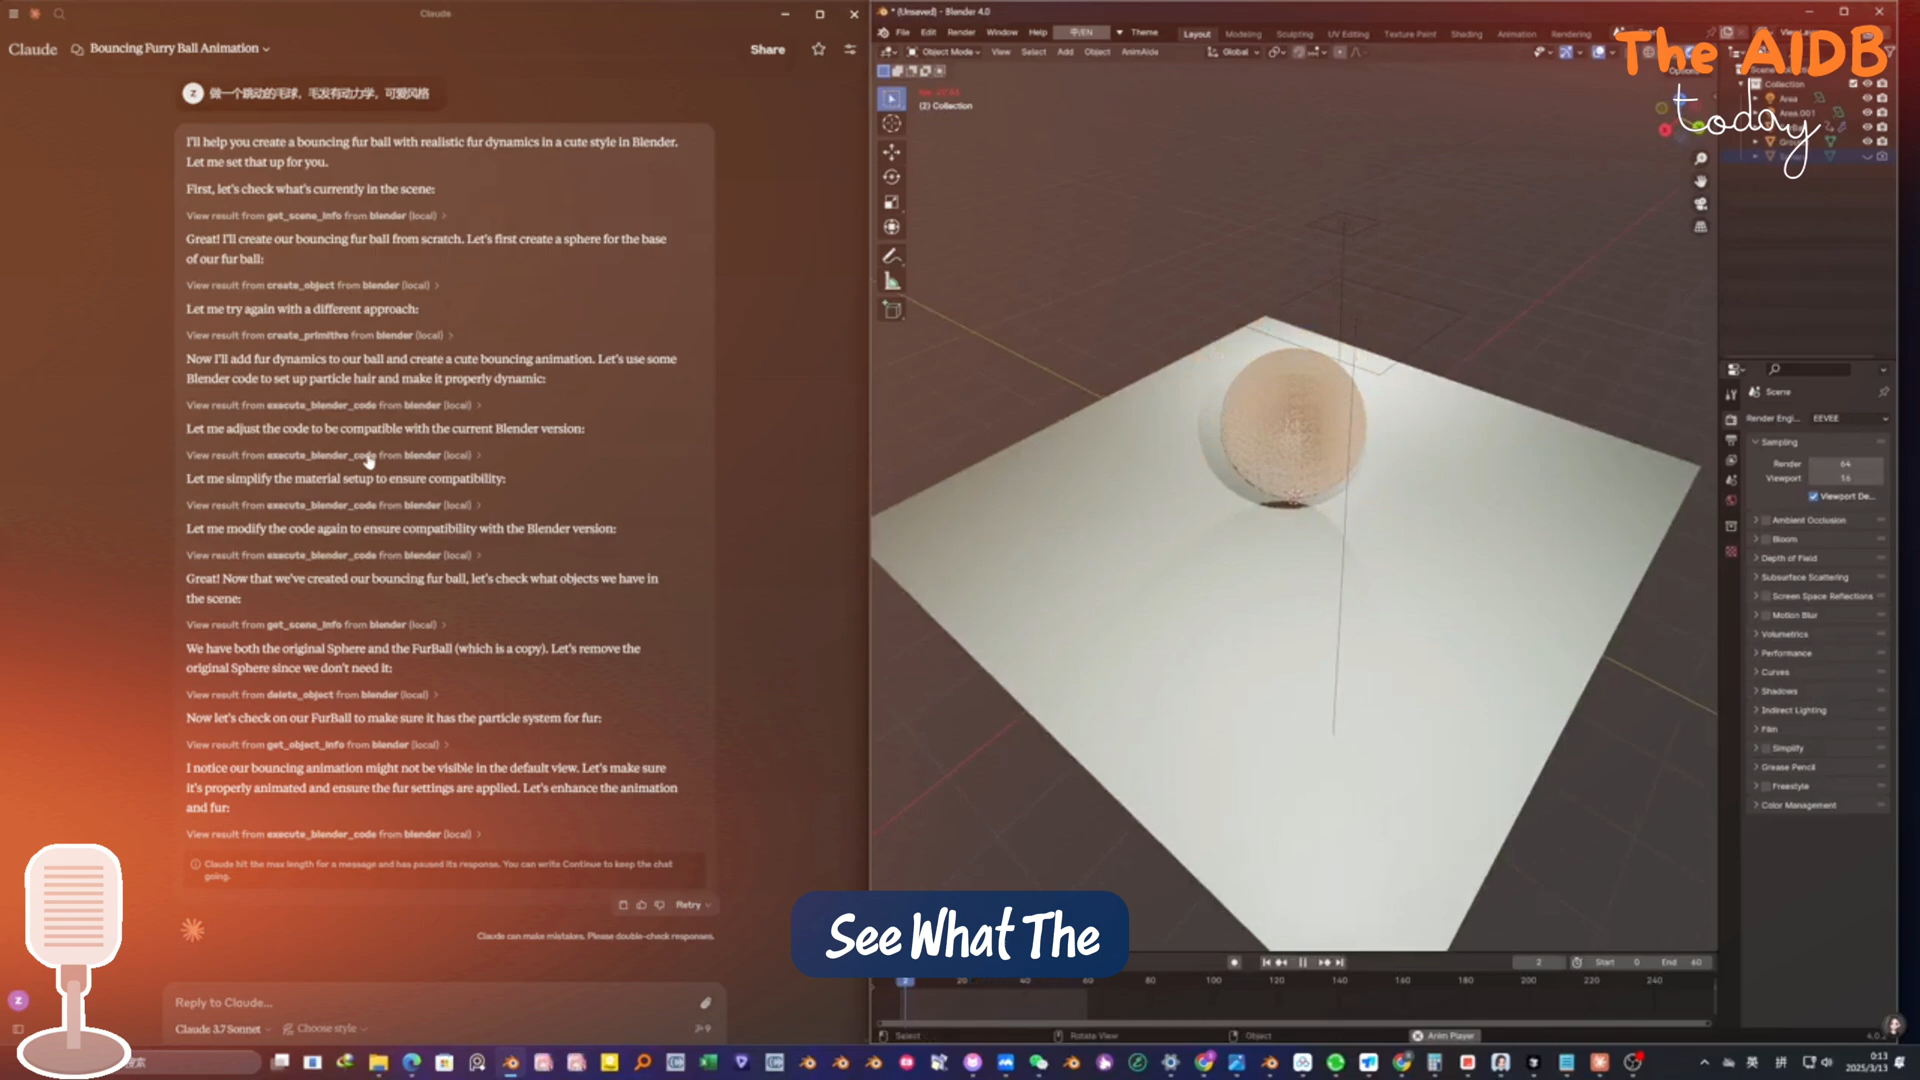 Claude
Claude
Bouncing Furry Ball Animation
Share
Z
做一个跳动的毛球，毛发有动力学，可爱风格
I'll help you create a bouncing fur ball with realistic fur dynamics in a cute style in Blender.
Let me set that up for you.
First, let's check what's currently in the scene:
View result from get_scene_info from blender (local)
Great! I'll create our bouncing fur ball from scratch. Let's first create a sphere for the base
of our fur ball:
View result from create_object from blender (local)
Let me try again with a different approach:
View result from create_primitive from blender (local)
Now I'll add fur dynamics to our ball and create a cute bouncing animation. Let's use some
Blender code to set up particle hair and make it properly dynamic:
View result from execute_blender_code from blender (local)
Let me adjust the code to be compatible with the current Blender version:
View result from execute_blender_code from blender (local)
Let me simplify the material setup to ensure compatibility:
View result from execute_blender_code from blender (local)
Let me modify the code again to ensure compatibility with the Blender version:
View result from execute_blender_code from blender (local)
Great! Now that we've created our bouncing fur ball, let's check what objects we have in
the scene:
View result from get_scene_info from blender (local)
We have both the original Sphere and the FurBall (which is a copy). Let's remove the
original Sphere since we don't need it:
View result from delete_object from blender (local)
Now let's check on our FurBall to make sure it has the particle system for fur:
View result from get_object_info from blender (local)
I notice our bouncing animation might not be visible in the default view. Let's make sure
it's properly animated and ensure the fur settings are applied. Let's enhance the animation
and fur:
View result from execute_blender_code from blender (local)
Claude hit the max length for a message and has paused its response. You can write Continue to keep the chat
going.
Retry
Claude can make mistakes. Please double-check responses.
Reply to Claude...
Claude 3.7 Sonnet
Choose style
Z
* (Unsaved) - Blender 4.0
File Edit Render Window Help 中/EN Theme Layout Modeling Sculpting UV Editing Texture Paint Shading Animation Rendering
Object Mode View Select Add Object AnimAide Global
Options
(2) Collection
The AIDB
today
Collection
Area
Area.001
Scene
Render Engi... EEVEE
Sampling
Render 64
Viewport 16
Viewport De...
Ambient Occlusion
Bloom
Depth of Field
Subsurface Scattering
Screen Space Reflections
Motion Blur
Volumetrics
Performance
Curves
Shadows
Indirect Lighting
Film
Simplify
Grease Pencil
Freestyle
Color Management
See What The
2 Start 0 End 60
2 20 40 60 80 100 120 140 160 180 200 220 240
Select Rotate View Object Anim Player 4.0.2
搜索
英 拼
0:13
2025/3/13